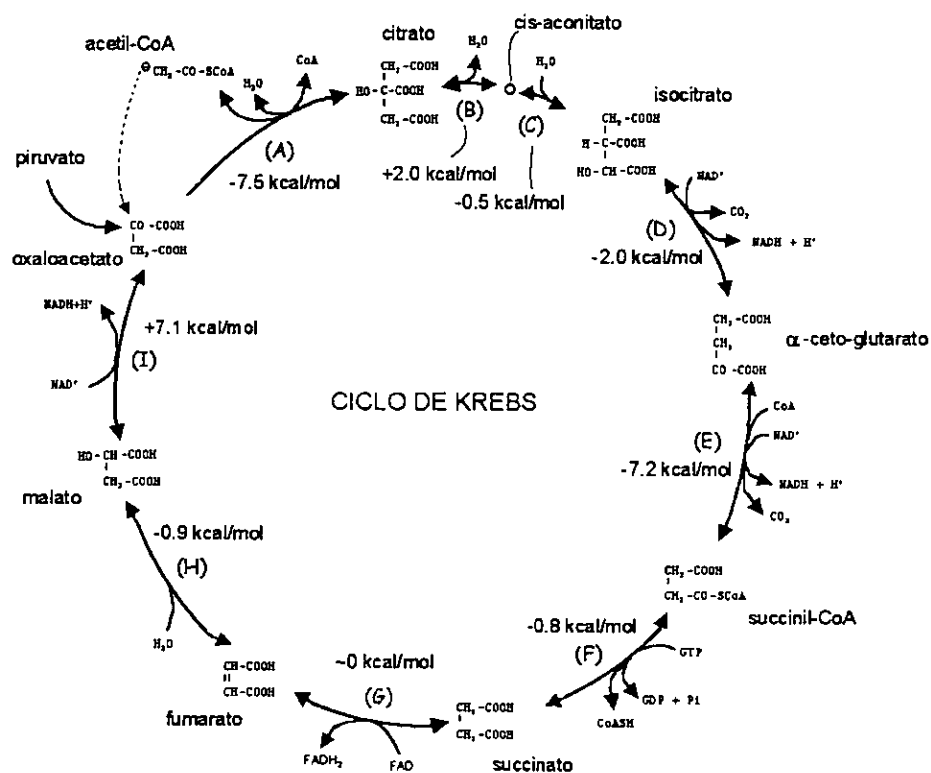 acetil-CoA
⊖CH₂-CO-SCoA
H₂O
CoA
citrato
CH₂-COOH
HO-C-COOH
CH₂-COOH
H₂O
cis-aconitato
H₂O
isocitrato
CH₂-COOH
H-C-COOH
HO-CH-COOH
(A)
-7.5 kcal/mol
(B)
+2.0 kcal/mol
(C)
-0.5 kcal/mol
NAD⁺
CO₂
NADH + H⁺
(D)
-2.0 kcal/mol
piruvato
CO-COOH
CH₂-COOH
oxaloacetato
NADH+H⁺
+7.1 kcal/mol
(I)
NAD⁺
CH₂-COOH
CH₂
CO-COOH
α-ceto-glutarato
CICLO DE KREBS
CoA
NAD⁺
(E)
-7.2 kcal/mol
NADH + H⁺
CO₂
HO-CH-COOH
CH₂-COOH
malato
-0.9 kcal/mol
(H)
H₂O
CH₂-COOH
CH₂-CO-SCoA
succinil-CoA
-0.8 kcal/mol
(F)
GTP
GDP + Pi
CoASH
CH-COOH
CH-COOH
fumarato
~0 kcal/mol
(G)
FADH₂
FAD
CH₂-COOH
CH₂-COOH
succinato